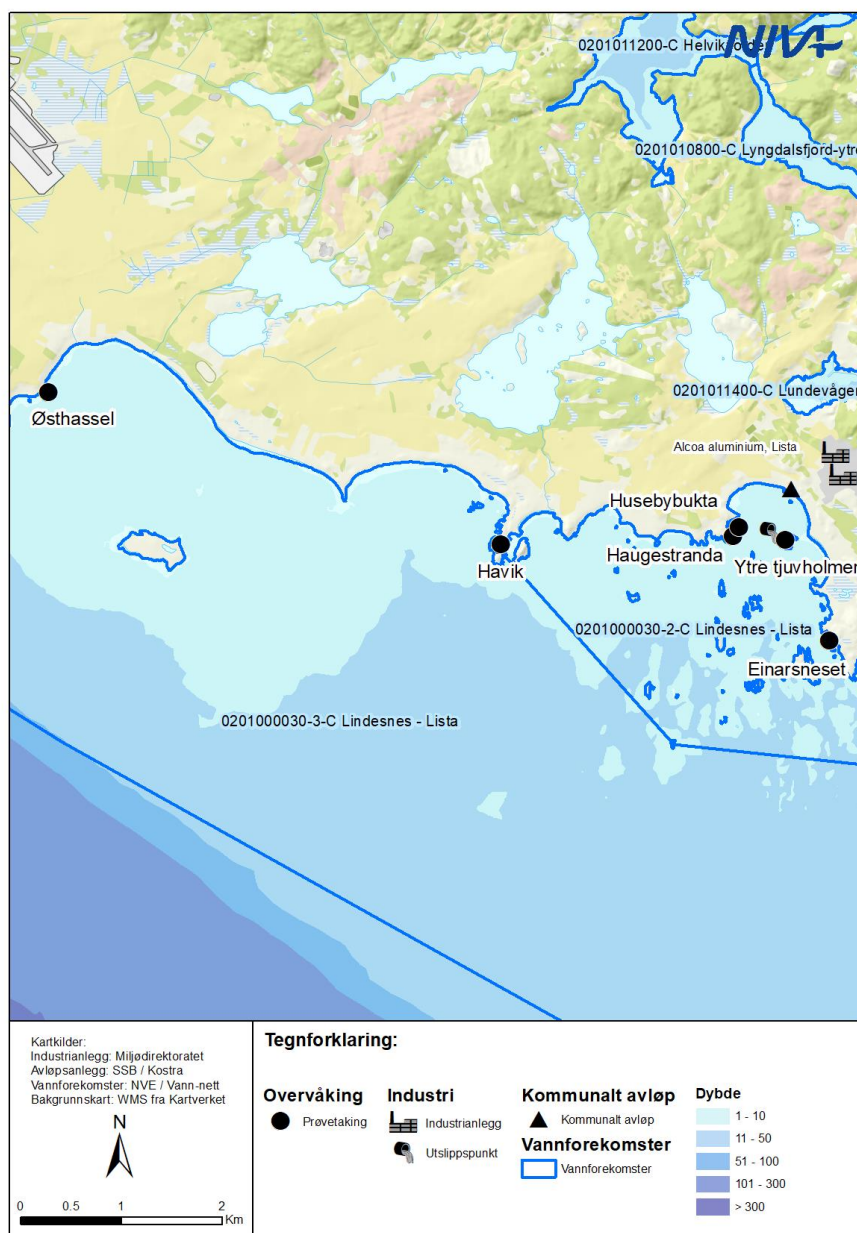 NIVA
0201011200-C Helvikfjorde
0201010800-C Lyngdalsfjord-ytre
0201011400-C Lundevågen
Østhassel
Alcoa aluminium, Lista
Husebybukta
Haugestranda
Ytre tjuvholmen
Havik
0201000030-2-C Lindesnes - Lista
Einarsneset
0201000030-3-C Lindesnes - Lista
Kartkilder:
Industrianlegg: Miljødirektoratet
Avløpsanlegg: SSB / Kostra
Vannforekomster: NVE / Vann-nett
Bakgrunnskart: WMS fra Kartverket
N
0 0.5 1 2
Km
Tegnforklaring:
Overvåking
Prøvetaking
Industri
Industrianlegg
Utslippspunkt
Kommunalt avløp
Kommunalt avløp
Vannforekomster
Vannforekomster
Dybde
1 - 10
11 - 50
51 - 100
101 - 300
> 300